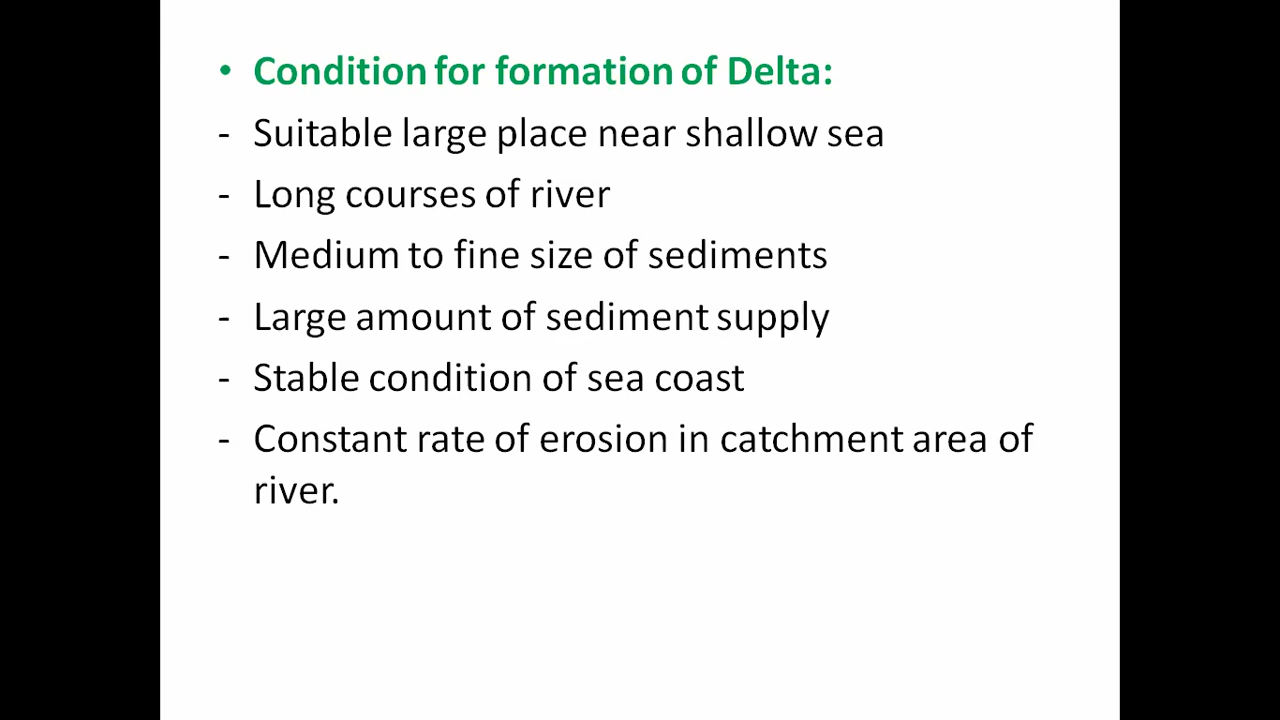 • Condition for formation of Delta:
- Suitable large place near shallow sea
- Long courses of river
- Medium to fine size of sediments
- Large amount of sediment supply
- Stable condition of sea coast
- Constant rate of erosion in catchment area of
river.